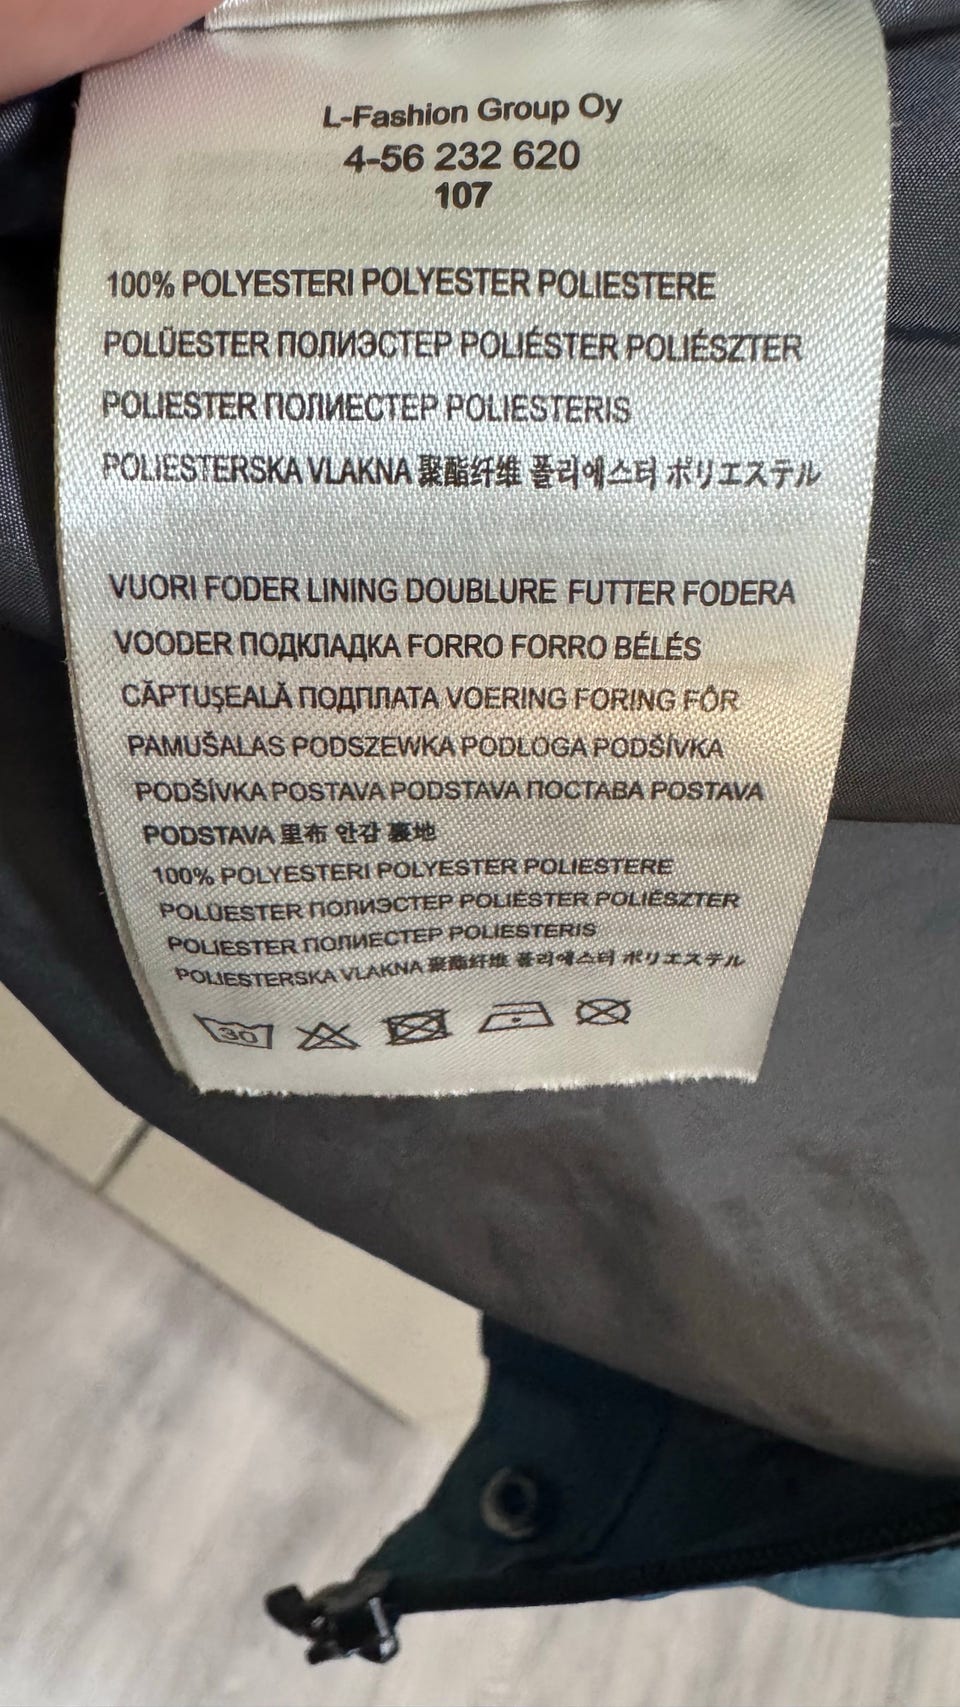 L-Fashion Group Oy
4-56 232 620
107
100% POLYESTERI POLYESTER POLIESTERE
POLÜESTER ПОЛИЭСТЕР POLIÉSTER POLIÉSZTER
POLIESTER ПОЛИЕСТЕР POLIESTERIS
POLIESTERSKA VLAKNA 聚酯纤维 폴리에스터 ポリエステル
VUORI FODER LINING DOUBLURE FUTTER FODERA
VOODER ПОДКЛАДКА FORRO FORRO BÉLÉS
CĂPTUŞEALĂ ПОДПЛАТА VOERING FORING FÔR
PAMUŠALAS PODSZEWKA PODLOGA PODŠÍVKA
PODŠÍVKA POSTAVA PODSTAVA ПОСТАВА POSTAVA
PODSTAVA 里布 안감 裏地
100% POLYESTERI POLYESTER POLIESTERE
POLÜESTER ПОЛИЭСТЕР POLIÉSTER POLIÉSZTER
POLIESTER ПОЛИЕСТЕР POLIESTERIS
POLIESTERSKA VLAKNA 聚酯纤维 폴리에스터 ポリエステル
30